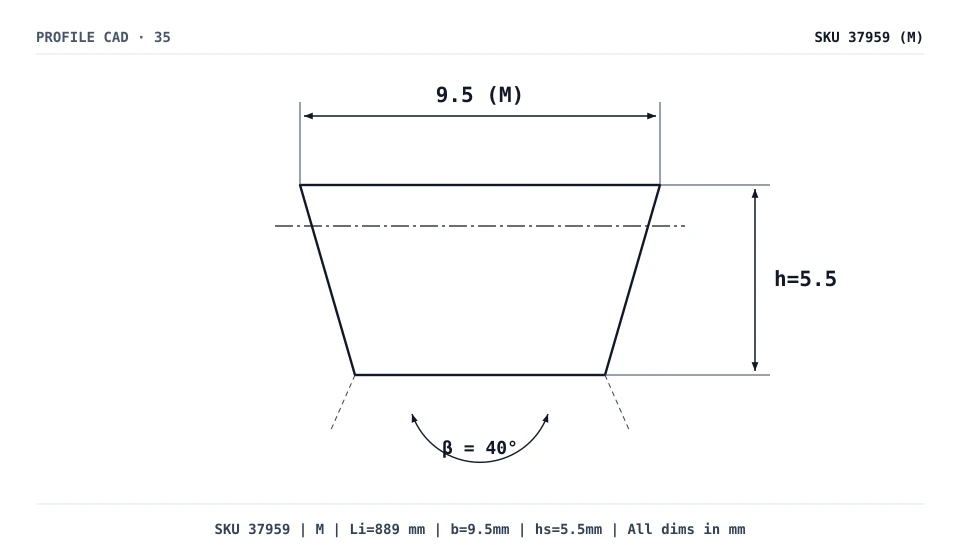 PROFILE CAD · 35
SKU 37959 (M)
9.5 (M)
h=5.5
β = 40°
SKU 37959 | M | Li=889 mm | b=9.5mm | hs=5.5mm | All dims in mm